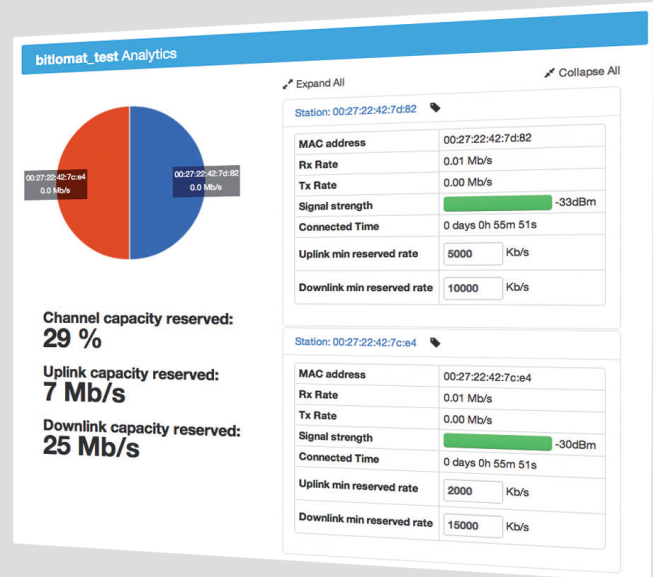 bitlomat_test Analytics
Expand All
Collapse All
00:27:22:42:7c:e4
0.0 Mb/s
00:27:22:42:7d:82
0.0 Mb/s
Channel capacity reserved:
29 %
Uplink capacity reserved:
7 Mb/s
Downlink capacity reserved:
25 Mb/s
Station: 00:27:22:42:7d:82
MAC address 00:27:22:42:7d:82
Rx Rate 0.01 Mb/s
Tx Rate 0.00 Mb/s
Signal strength -33dBm
Connected Time 0 days 0h 55m 51s
Uplink min reserved rate 5000 Kb/s
Downlink min reserved rate 10000 Kb/s
Station: 00:27:22:42:7c:e4
MAC address 00:27:22:42:7c:e4
Rx Rate 0.01 Mb/s
Tx Rate 0.00 Mb/s
Signal strength -30dBm
Connected Time 0 days 0h 55m 51s
Uplink min reserved rate 2000 Kb/s
Downlink min reserved rate 15000 Kb/s